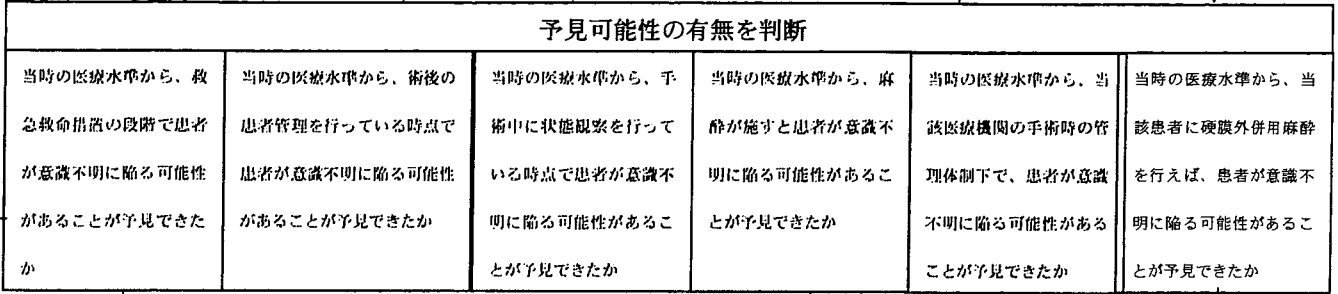 予見可能性の有無を判断
当時の医療水準から、救
急救命措置の段階で患者
が意識不明に陥る可能性
があることが予見できた
か
当時の医療水準から、術後の
患者管理を行っている時点で
患者が意識不明に陥る可能性
があることが予見できたか
当時の医療水準から、手
術中に状態観察を行って
いる時点で患者が意識不
明に陥る可能性があるこ
とが予見できたか
当時の医療水準から、麻
酔が施すと患者が意識不
明に陥る可能性があるこ
とが予見できたか
当時の医療水準から、当
該医療機関の手術時の管
理体制下で、患者が意識
不明に陥る可能性がある
ことが予見できたか
当時の医療水準から、当
該患者に硬膜外併用麻酔
を行えば、患者が意識不
明に陥る可能性があるこ
とが予見できたか